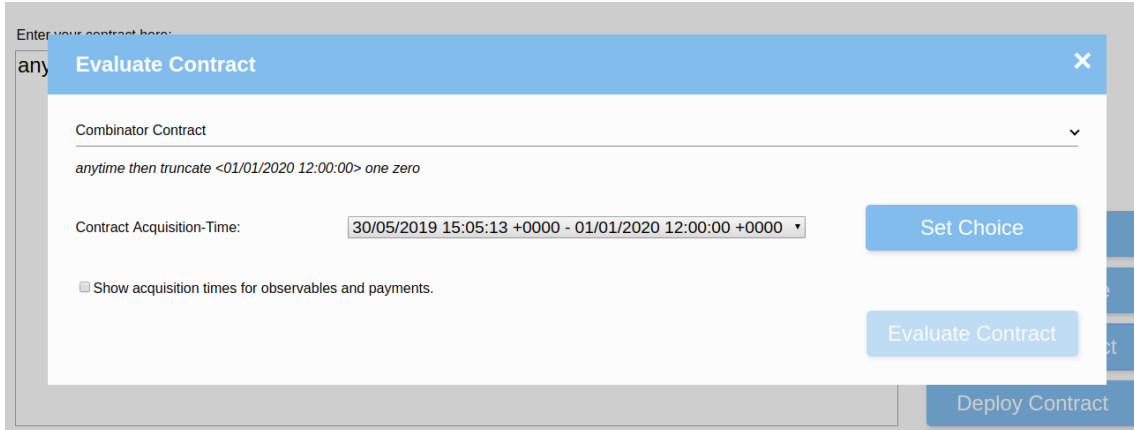 Enter your contract here:
any
Evaluate Contract
Combinator Contract
anytime then truncate <01/01/2020 12:00:00> one zero
Contract Acquisition-Time:
30/05/2019 15:05:13 +0000 - 01/01/2020 12:00:00 +0000
Set Choice
Show acquisition times for observables and payments.
Evaluate Contract
e
ct
Deploy Contract